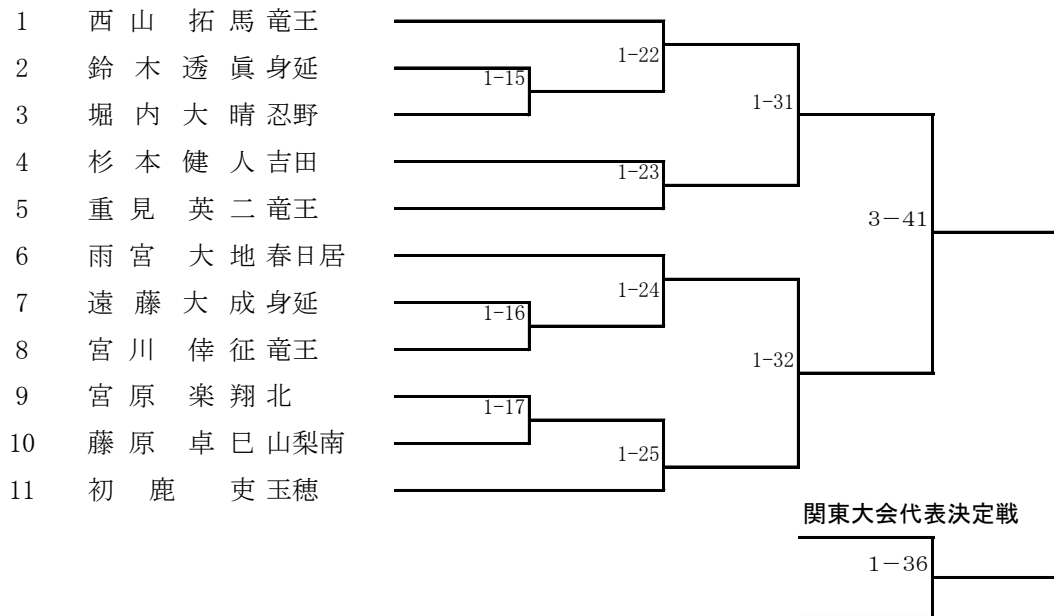 1 西山 拓馬 竜王
1-22
2 鈴木透眞 身延
1-15
1-31
3 堀内大晴 忍野
4 杉本健人 吉田
1-23
5 重見 英二 竜王
3－41
6 雨宮 大地 春日居
1-24
7 遠藤大成 身延
1-16
8 宮川 倖征 竜王
1-32
9 宮原 楽翔 北
1-17
10 藤原 卓巳 山梨南
1-25
11 初鹿 吏 玉穂
関東大会代表決定戦
1－36